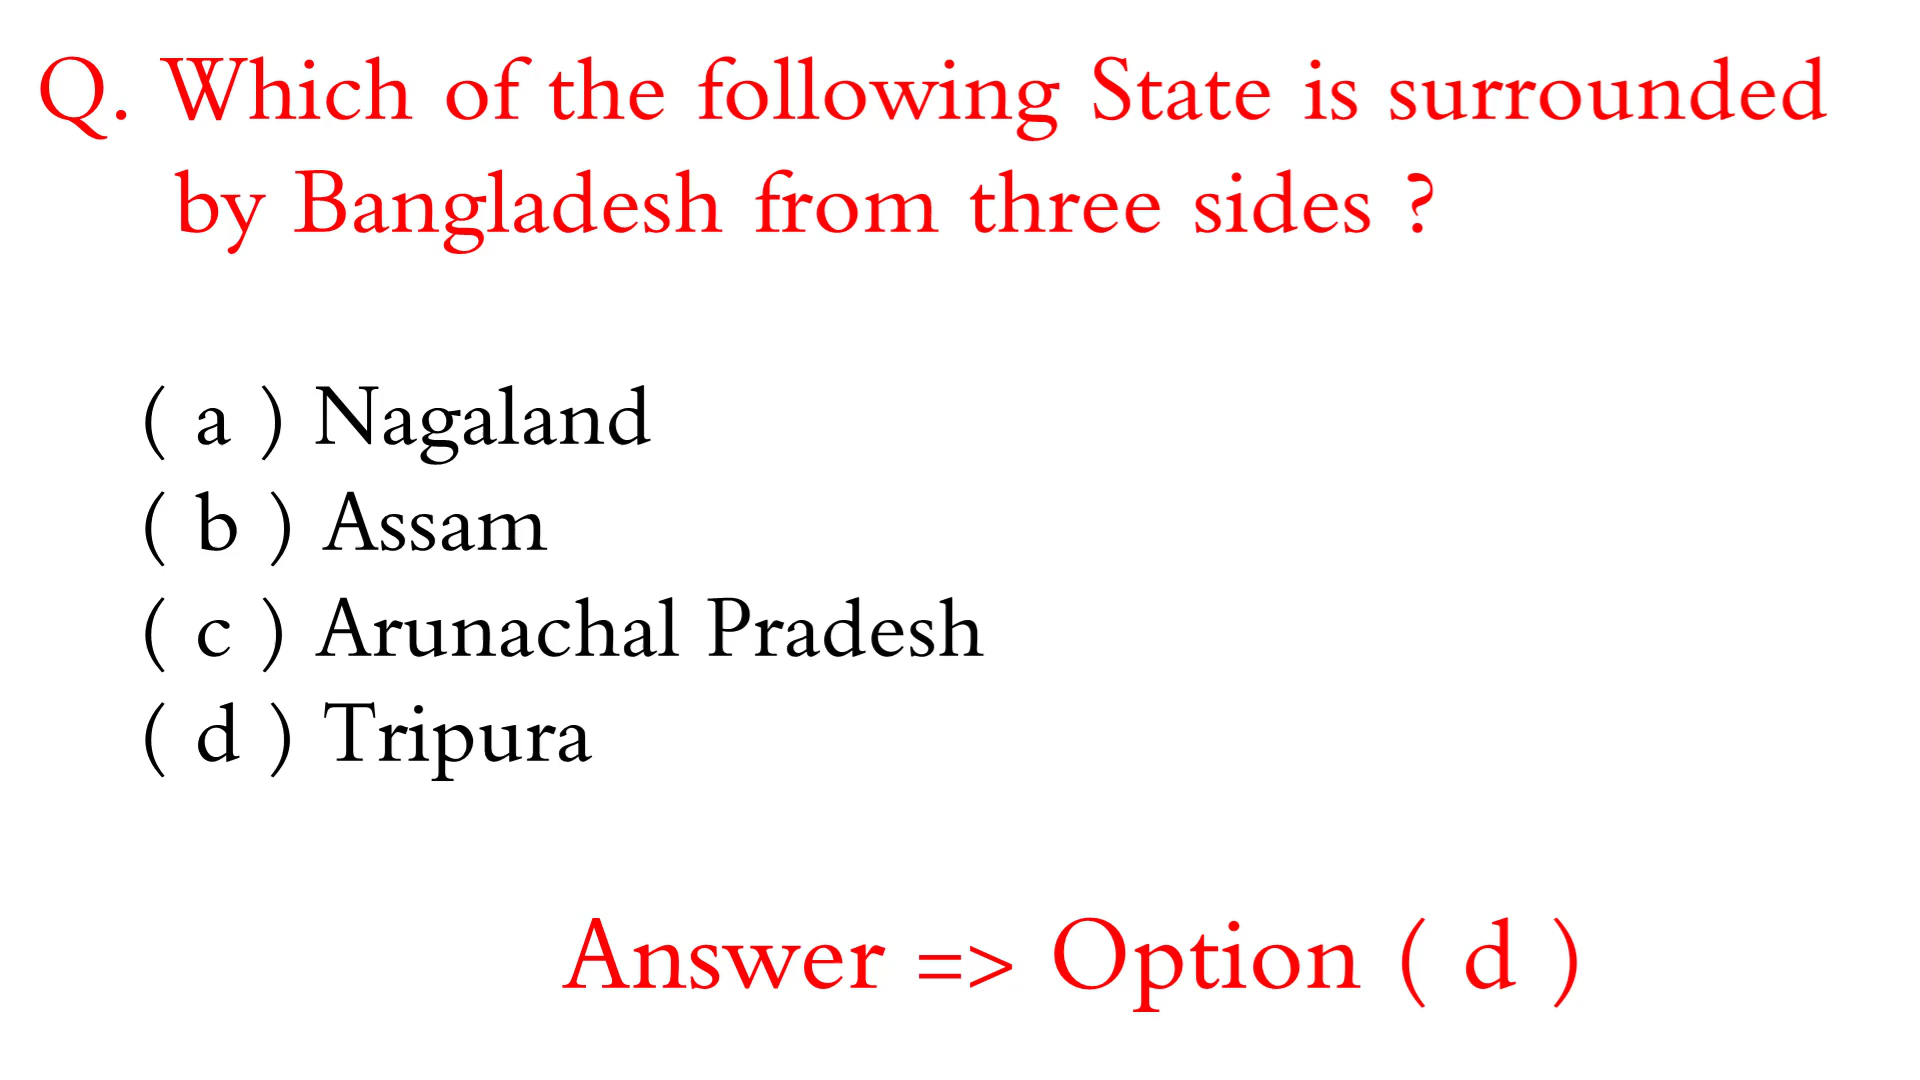 Q. Which of the following State is surrounded
by Bangladesh from three sides ?
( a ) Nagaland
( b ) Assam
( c ) Arunachal Pradesh
( d ) Tripura
Answer => Option ( d )